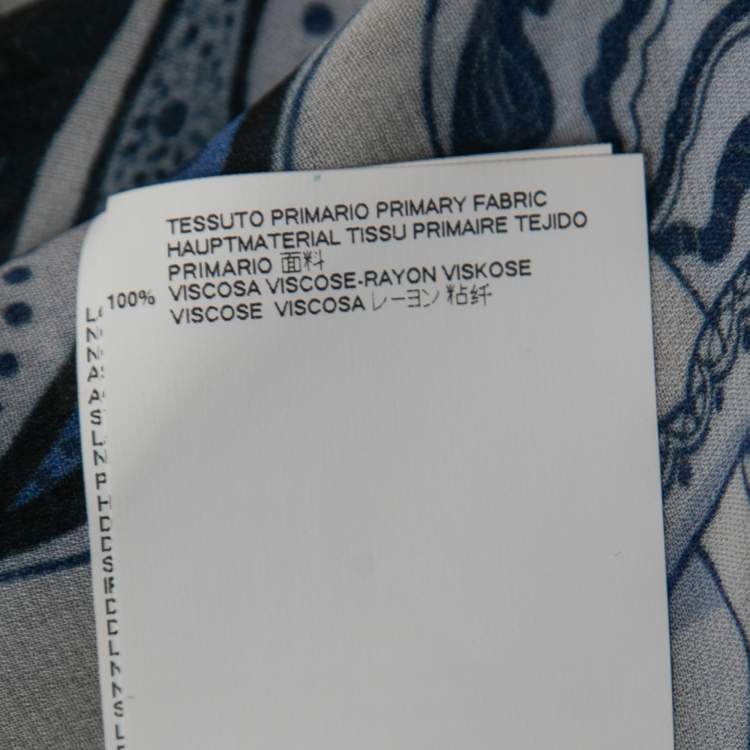 TESSUTO PRIMARIO PRIMARY FABRIC
HAUPTMATERIAL TISSU PRIMAIRE TEJIDO
PRIMARIO 面料
100% VISCOSA VISCOSE-RAYON VISKOSE
VISCOSE VISCOSA レーヨン 粘纤